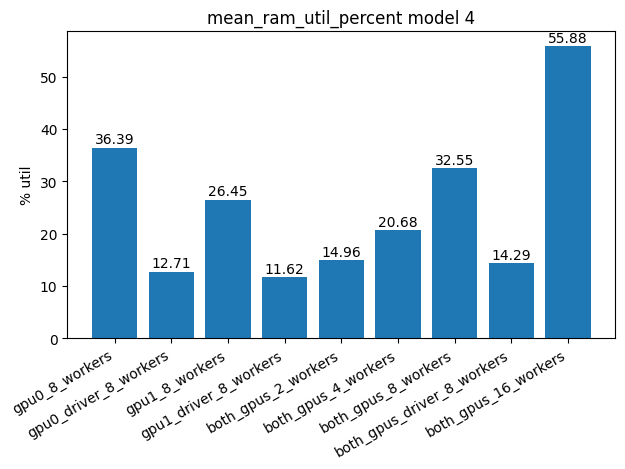 mean_ram_util_percent model 4
% util
50
40
30
20
10
0
36.39
12.71
26.45
11.62
14.96
20.68
32.55
14.29
55.88
gpu0_8_workers
gpu0_driver_8_workers
gpu1_8_workers
gpu1_driver_8_workers
both_gpus_2_workers
both_gpus_4_workers
both_gpus_8_workers
both_gpus_driver_8_workers
both_gpus_16_workers